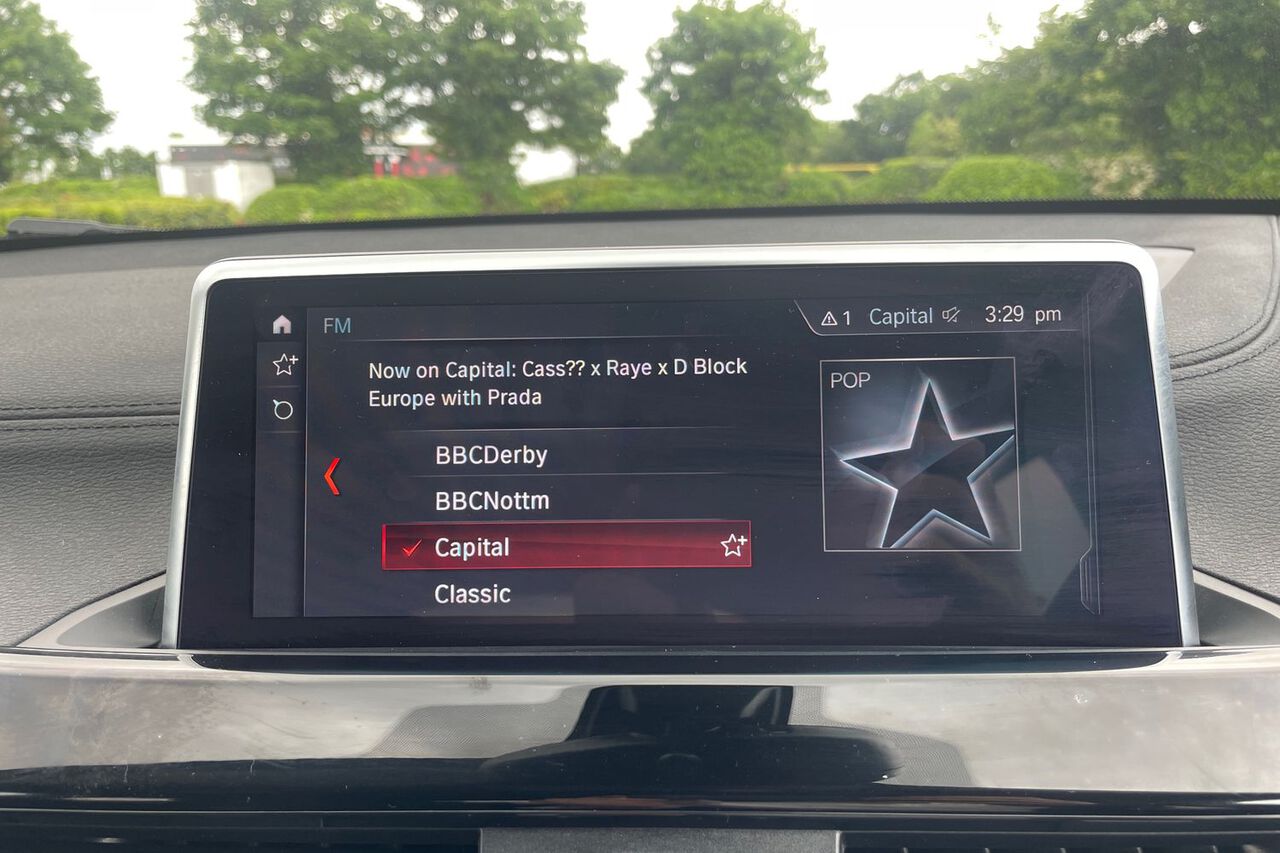 FM
1 Capital 3:29 pm
Now on Capital: Cass?? x Raye x D Block
Europe with Prada
POP
BBCDerby
BBCNottm
Capital
Classic